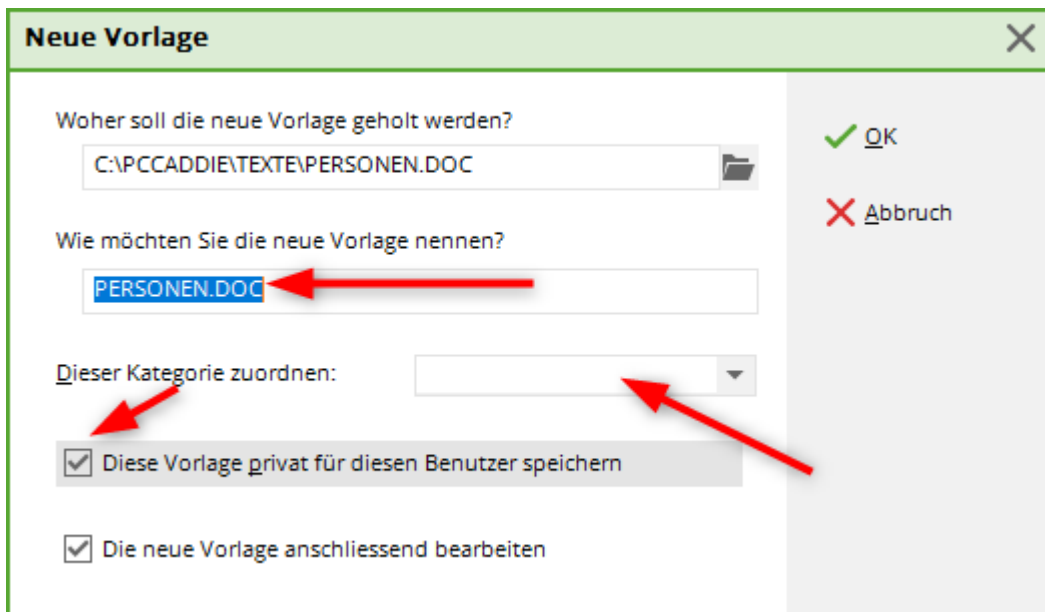 Neue Vorlage
Woher soll die neue Vorlage geholt werden?
C:\PCCADDIE\TEXTE\PERSONEN.DOC
OK
Abbruch
Wie möchten Sie die neue Vorlage nennen?
PERSONEN.DOC
Dieser Kategorie zuordnen:
Diese Vorlage privat für diesen Benutzer speichern
Die neue Vorlage anschliessend bearbeiten